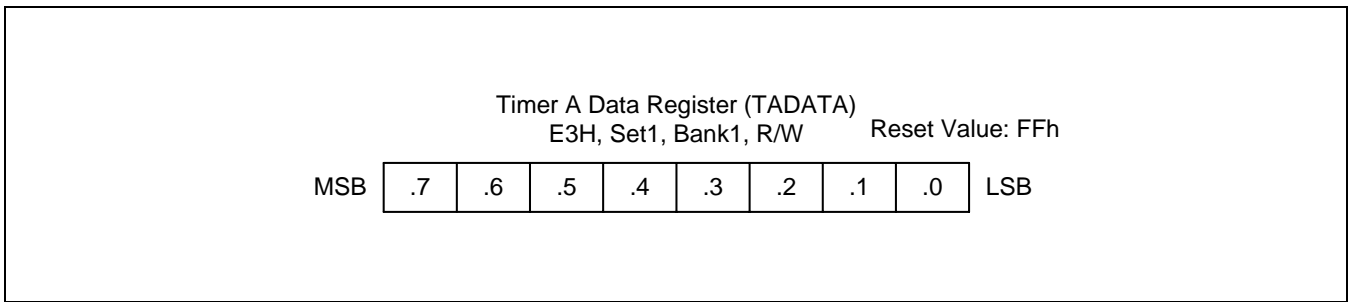 Timer A Data Register (TADATA)
E3H, Set1, Bank1, R/W Reset Value: FFh
MSB .7 .6 .5 .4 .3 .2 .1 .0 LSB